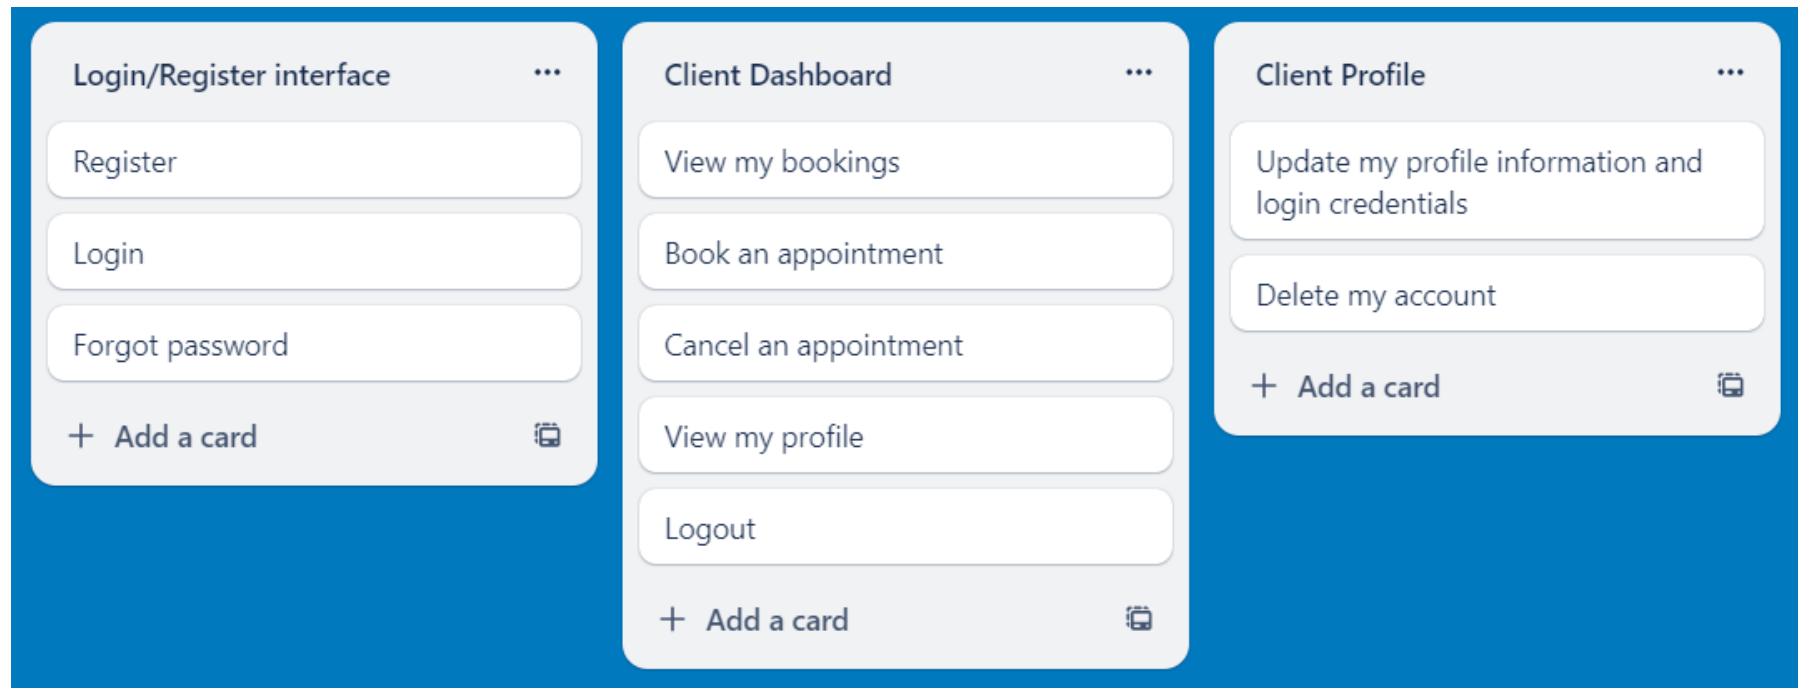 Login/Register interface
Register
Login
Forgot password
Add a card
Client Dashboard
View my bookings
Book an appointment
Cancel an appointment
View my profile
Logout
Add a card
Client Profile
Update my profile information and
login credentials
Delete my account
Add a card